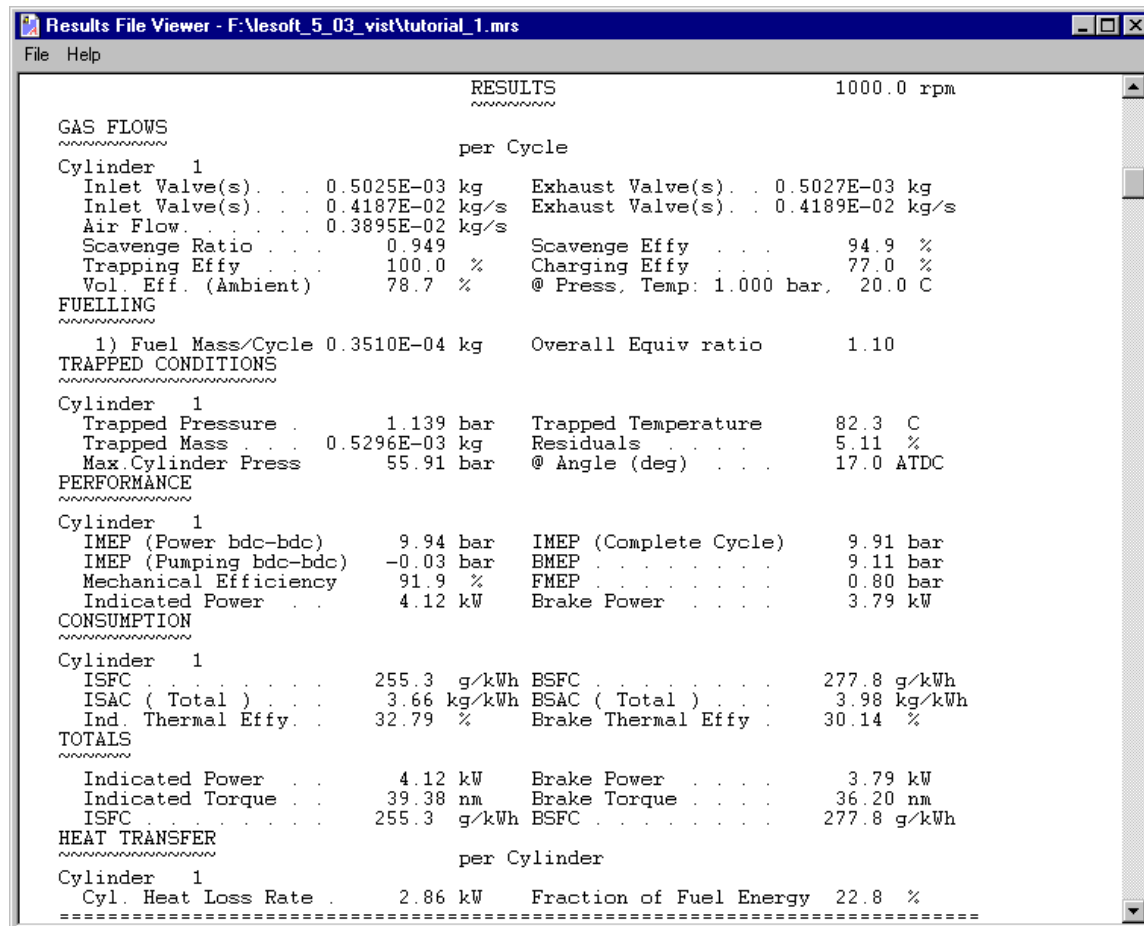 Results File Viewer - F:\lesoft_5_03_vist\tutorial_1.mrs
File Help
RESULTS 1000.0 rpm
~~~~~~~
GAS FLOWS
~~~~~~~~~ per Cycle
Cylinder 1
Inlet Valve(s). . . 0.5025E-03 kg Exhaust Valve(s). . 0.5027E-03 kg
Inlet Valve(s). . . 0.4187E-02 kg/s Exhaust Valve(s). . 0.4189E-02 kg/s
Air Flow. . . . . . 0.3895E-02 kg/s
Scavenge Ratio . . . 0.949 Scavenge Effy . . . 94.9 %
Trapping Effy . . . 100.0 % Charging Effy . . . 77.0 %
Vol. Eff. (Ambient) 78.7 % @ Press, Temp: 1.000 bar, 20.0 C
FUELLING
~~~~~~~~
1) Fuel Mass/Cycle 0.3510E-04 kg Overall Equiv ratio 1.10
TRAPPED CONDITIONS
~~~~~~~~~~~~~~~~~~
Cylinder 1
Trapped Pressure . 1.139 bar Trapped Temperature 82.3 C
Trapped Mass . . . 0.5296E-03 kg Residuals . . . . 5.11 %
Max.Cylinder Press 55.91 bar @ Angle (deg) . . . 17.0 ATDC
PERFORMANCE
~~~~~~~~~~~
Cylinder 1
IMEP (Power bdc-bdc) 9.94 bar IMEP (Complete Cycle) 9.91 bar
IMEP (Pumping bdc-bdc) -0.03 bar BMEP . . . . . . . . 9.11 bar
Mechanical Efficiency 91.9 % FMEP . . . . . . . . 0.80 bar
Indicated Power . . 4.12 kW Brake Power . . . . 3.79 kW
CONSUMPTION
~~~~~~~~~~~
Cylinder 1
ISFC . . . . . . . . 255.3 g/kWh BSFC . . . . . . . . 277.8 g/kWh
ISAC ( Total ) . . . 3.66 kg/kWh BSAC ( Total ) . . . 3.98 kg/kWh
Ind. Thermal Effy. . 32.79 % Brake Thermal Effy . 30.14 %
TOTALS
~~~~~~
Indicated Power . . 4.12 kW Brake Power . . . . 3.79 kW
Indicated Torque . . 39.38 nm Brake Torque . . . . 36.20 nm
ISFC . . . . . . . . 255.3 g/kWh BSFC . . . . . . . . 277.8 g/kWh
HEAT TRANSFER
~~~~~~~~~~~~~ per Cylinder
Cylinder 1
Cyl. Heat Loss Rate . 2.86 kW Fraction of Fuel Energy 22.8 %
============================================================================